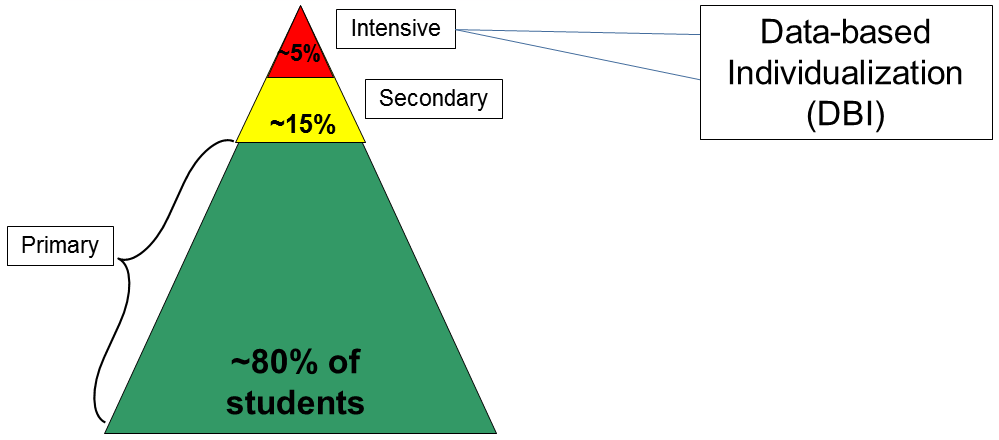 Intensive
Data-based
Individualization
(DBI)
~5%
Secondary
~15%
Primary
~80% of
students